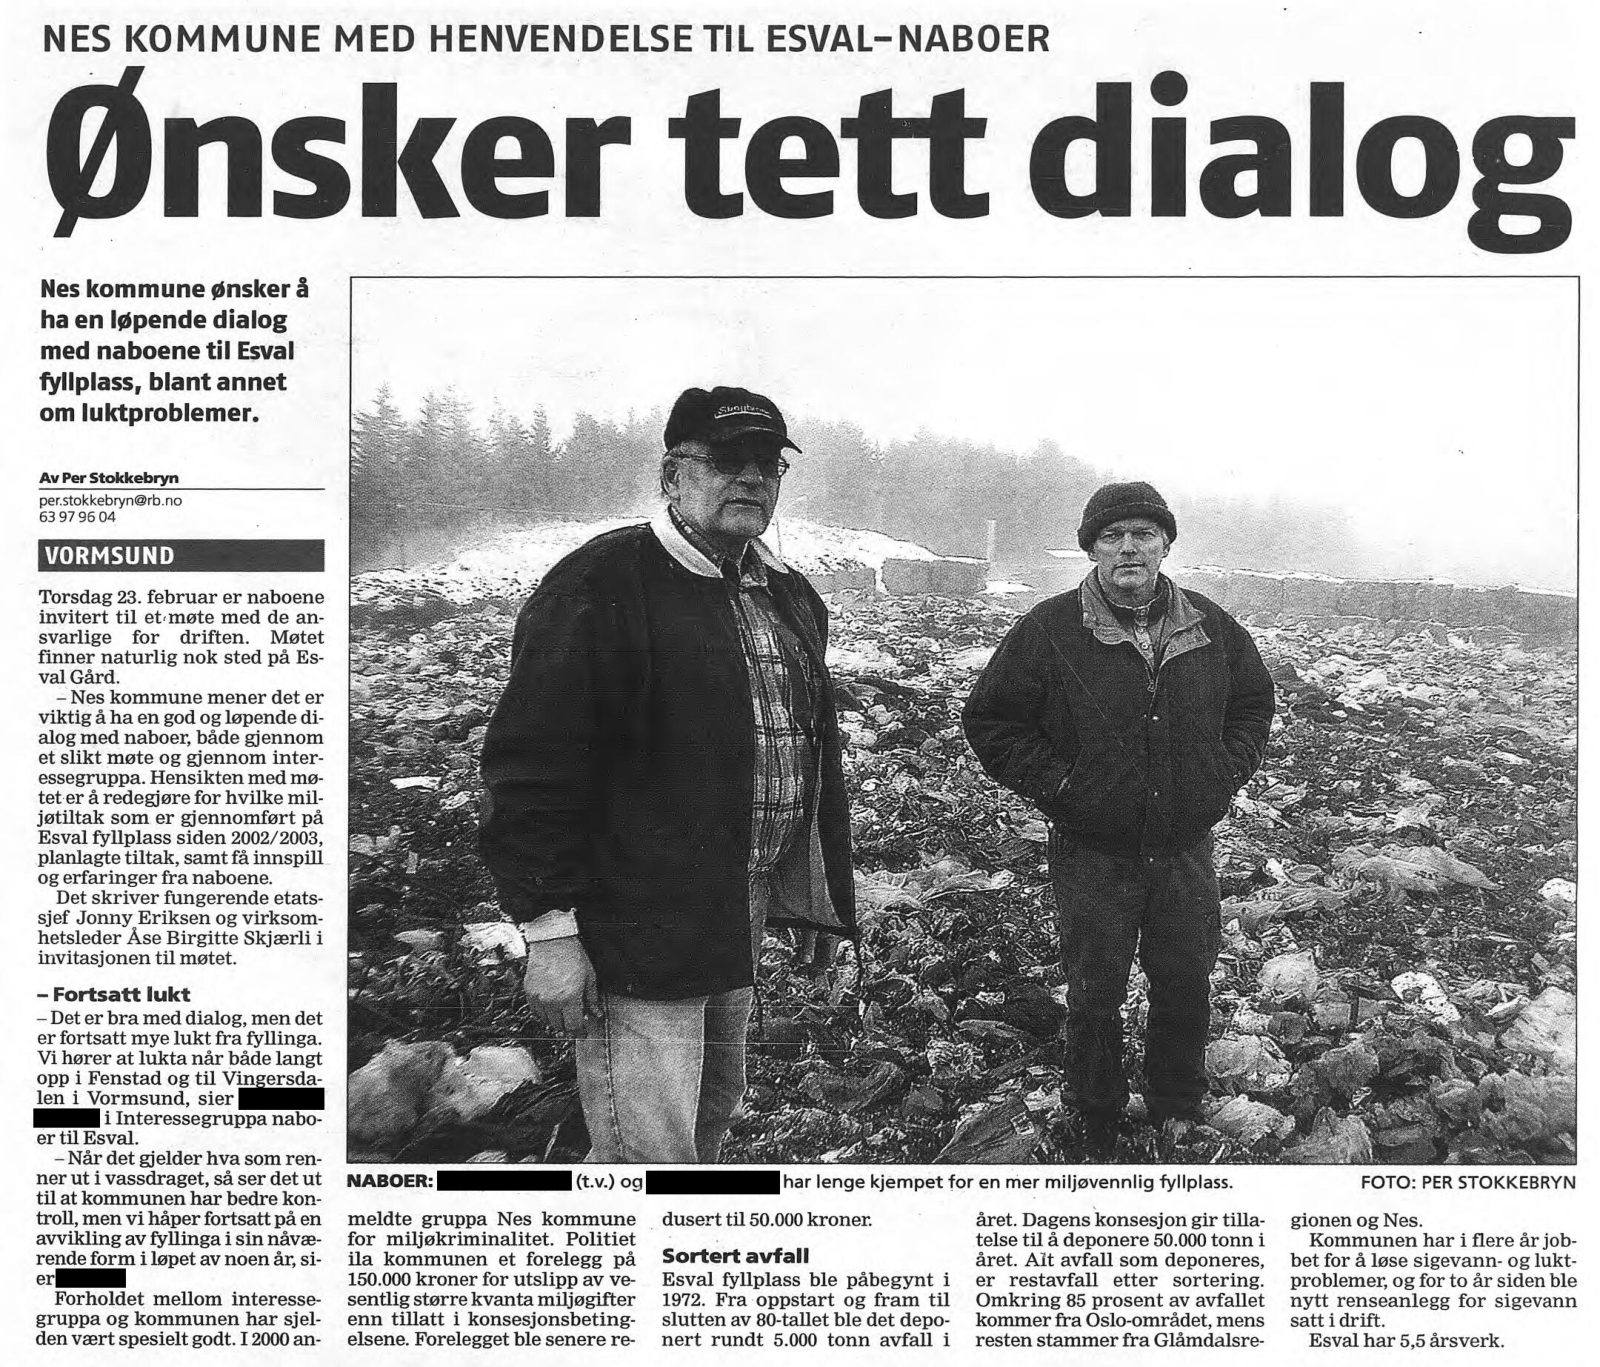 NES KOMMUNE MED HENVENDELSE TIL ESVAL–NABOER
Ønsker tett dialog
Nes kommune ønsker å
ha en løpende dialog
med naboene til Esval
fyllplass, blant annet
om luktproblemer.
Av Per Stokkebryn
per.stokkebryn@rb.no
63 97 96 04
VORMSUND
Torsdag 23. februar er naboene
invitert til et møte med de an-
svarlige for driften. Møtet
finner naturlig nok sted på Es-
val Gård.
– Nes kommune mener det er
viktig å ha en god og løpende di-
alog med naboer, både gjennom
et slikt møte og gjennom inter-
essegruppa. Hensikten med mø-
tet er å redegjøre for hvilke mil-
jøtiltak som er gjennomført på
Esval fyllplass siden 2002/2003,
planlagte tiltak, samt få innspill
og erfaringer fra naboene.
Det skriver fungerende etats-
sjef Jonny Eriksen og virksom-
hetsleder Åse Birgitte Skjærli i
invitasjonen til møtet.
– Fortsatt lukt
– Det er bra med dialog, men det
er fortsatt mye lukt fra fyllinga.
Vi hører at lukta når både langt
opp i Fenstad og til Vingersda-
len i Vormsund, sier
i Interessegruppa nabo-
er til Esval.
– Når det gjelder hva som ren-
ner ut i vassdraget, så ser det ut
til at kommunen har bedre kon-
troll, men vi håper fortsatt på en
avvikling av fyllinga i sin nåvæ-
rende form i løpet av noen år, si-
er
Forholdet mellom interesse-
gruppa og kommunen har sjel-
den vært spesielt godt. I 2000 an-
NABOER: (t.v.) og har lenge kjempet for en mer miljøvennlig fyllplass.
FOTO: PER STOKKEBRYN
meldte gruppa Nes kommune
for miljøkriminalitet. Politiet
ila kommunen et forelegg på
150.000 kroner for utslipp av ve-
sentlig større kvanta miljøgifter
enn tillatt i konsesjonsbeting-
elsene. Forelegget ble senere re-
dusert til 50.000 kroner.
Sortert avfall
Esval fyllplass ble påbegynt i
1972. Fra oppstart og fram til
slutten av 80-tallet ble det depo-
nert rundt 5.000 tonn avfall i
året. Dagens konsesjon gir tilla-
telse til å deponere 50.000 tonn i
året. Alt avfall som deponeres,
er restavfall etter sortering.
Omkring 85 prosent av avfallet
kommer fra Oslo-området, mens
resten stammer fra Glåmdalsre-
gionen og Nes.
Kommunen har i flere år job-
bet for å løse sigevann- og lukt-
problemer, og for to år siden ble
nytt renseanlegg for sigevann
satt i drift.
Esval har 5,5 årsverk.